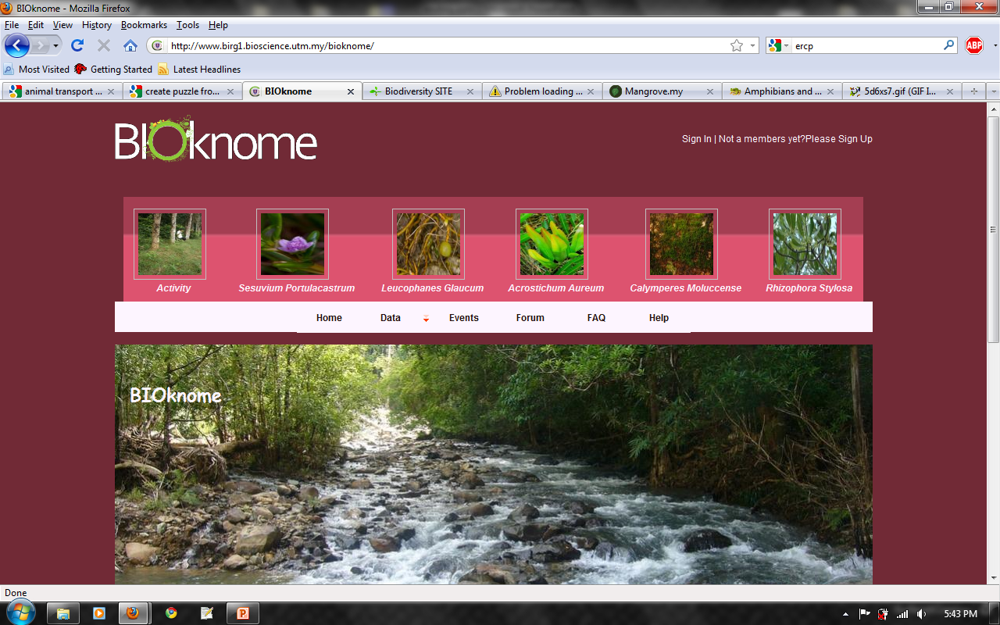 BIOknome - Mozilla Firefox
File Edit View History Bookmarks Tools Help
http://www.birg1.bioscience.utm.my/bioknome/
ercp
ABP
Most Visited Getting Started Latest Headlines
animal transport ... create puzzle fro... BIOknome Biodiversity SITE Problem loading ... Mangrove.my Amphibians and ... 5d6xs7.gif (GIF I...
BIOknome
Sign In | Not a members yet?Please Sign Up
Activity Sesuvium Portulacastrum Leucophanes Glaucum Acrostichum Aureum Calymperes Moluccense Rhizophora Stylosa
Home Data Events Forum FAQ Help
BIOknome
Done
5:43 PM